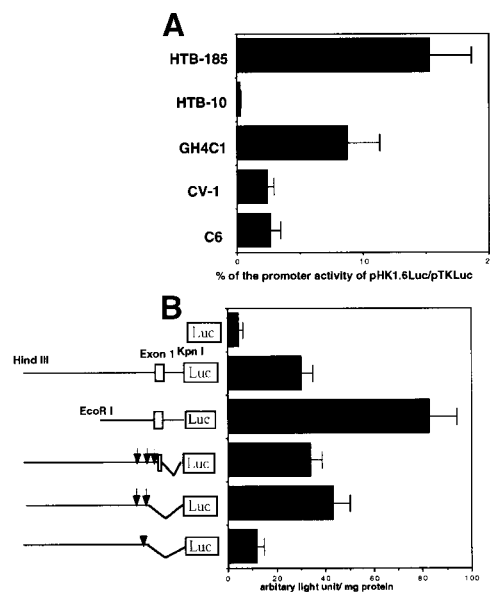 A
HTB-185
HTB-10
GH4C1
CV-1
C6
0 10 2
% of the promoter activity of pHK1.6Luc/pTKLuc
B
Luc
Hind III Exon 1 Kpn I
Luc
EcoR I
Luc
Luc
Luc
Luc
0 20 40 60 80 100
arbitary light unit/ mg protein